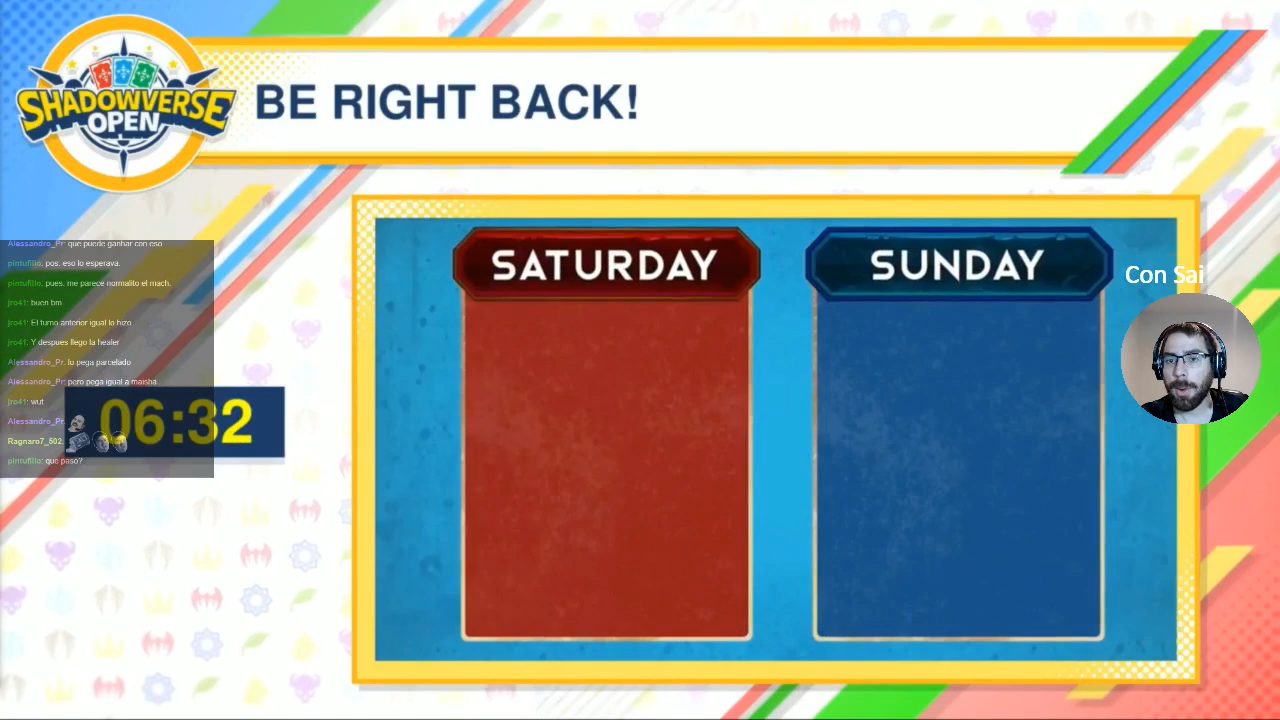 SHADOWVERSE
OPEN
BE RIGHT BACK!
SATURDAY
SUNDAY
Con Sai
Alessandro_Pr: que puede ganhar con eso
pintufillo: pos. eso lo esperava.
pintufillo: pues. me parece normalito el mach.
jro41: buen bm
jro41: El turno anterior igual lo hizo
jro41: Y despues llego la healer
Alessandro_Pr: lo pega parcelado
Alessandro_Pr: pero pega igual a maisha
jro41: wut
Alessandro_Pr:
Ragnaro7_502:
pintufillo: que paso?
06:32